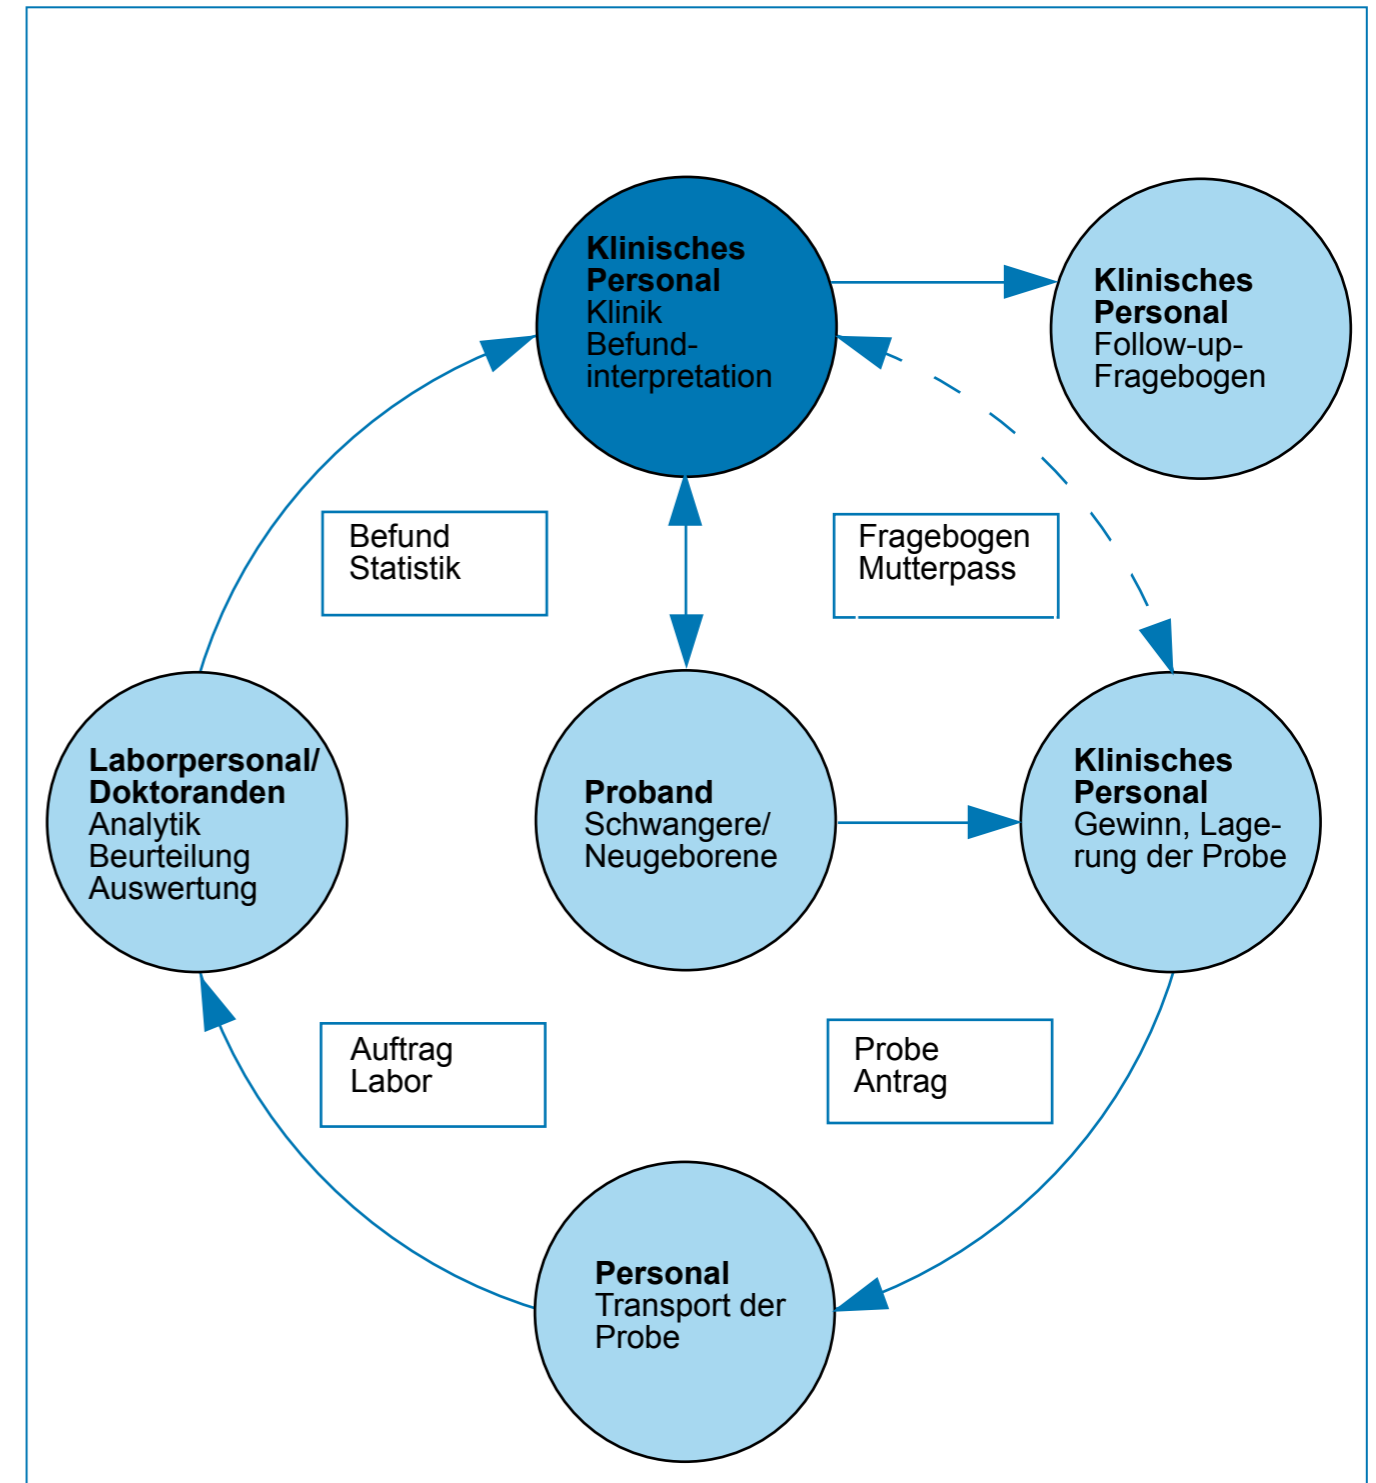 Klinisches
Personal
Klinik
Befund-
interpretation
Klinisches
Personal
Follow-up-
Fragebogen
Befund
Statistik
Fragebogen
Mutterpass
Laborpersonal/
Doktoranden
Analytik
Beurteilung
Auswertung
Proband
Schwangere/
Neugeborene
Klinisches
Personal
Gewinn, Lage-
rung der Probe
Auftrag
Labor
Probe
Antrag
Personal
Transport der
Probe